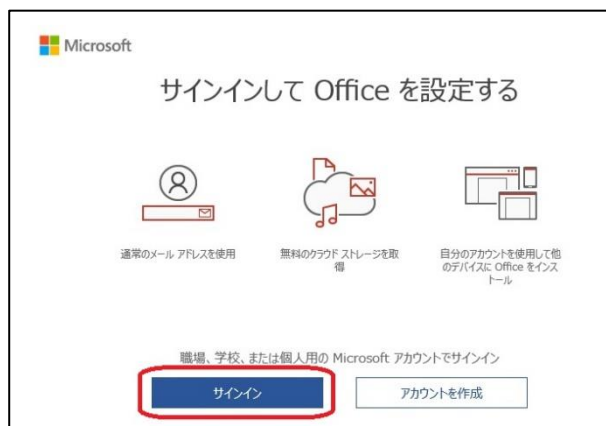 Microsoft
サインインして Office を設定する
通常のメール アドレスを使用
無料のクラウド ストレージを取
得
自分のアカウントを使用して他
のデバイスに Office をインス
トール
職場、学校、または個人用の Microsoft アカウントでサインイン
サインイン
アカウントを作成